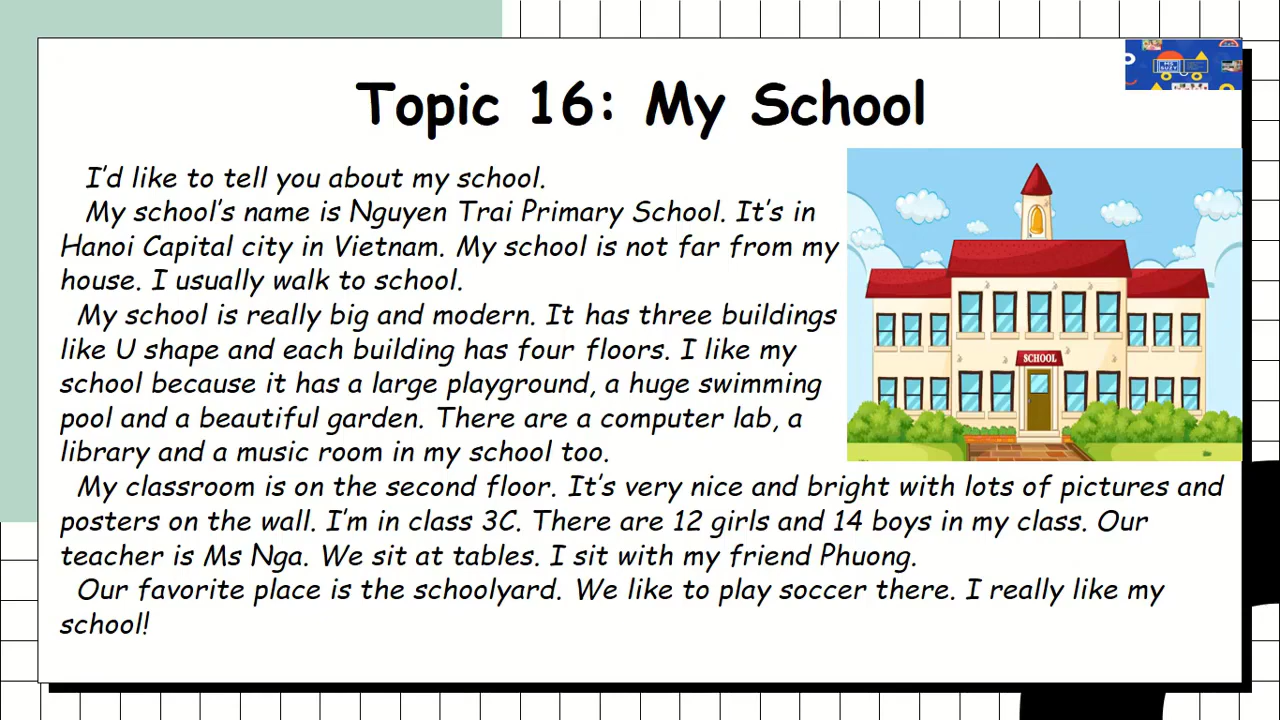 Topic 16: My School
I'd like to tell you about my school.
My school's name is Nguyen Trai Primary School. It's in
Hanoi Capital city in Vietnam. My school is not far from my
house. I usually walk to school.
My school is really big and modern. It has three buildings
like U shape and each building has four floors. I like my
school because it has a large playground, a huge swimming
pool and a beautiful garden. There are a computer lab, a
library and a music room in my school too.
SCHOOL
My classroom is on the second floor. It's very nice and bright with lots of pictures and
posters on the wall. I'm in class 3C. There are 12 girls and 14 boys in my class. Our
teacher is Ms Nga. We sit at tables. I sit with my friend Phuong.
Our favorite place is the schoolyard. We like to play soccer there. I really like my
school!